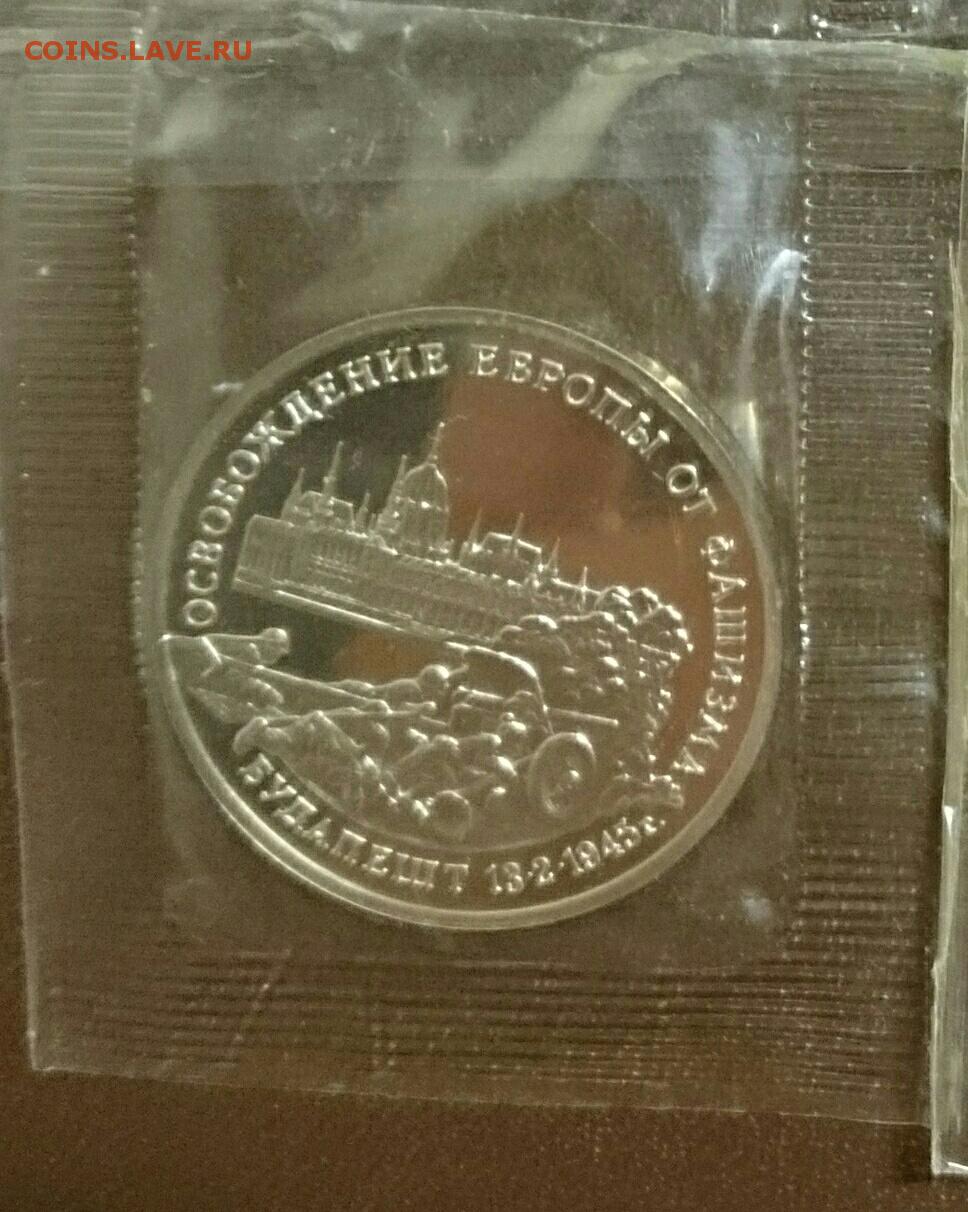 COINS.LAVE.RU
ОСВОБОЖДЕНИЕ ЕВРОПЫ ОТ ФАШИЗМА
БУДАПЕШТ 13·2·1945г.